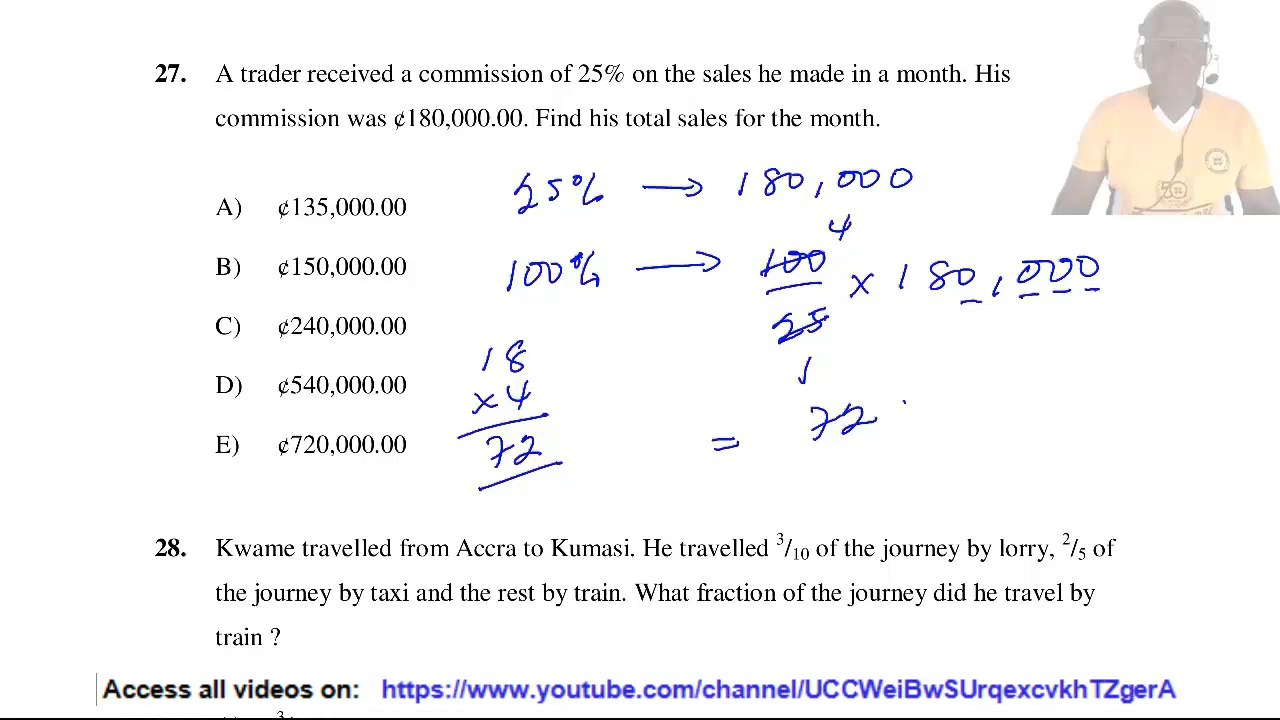 27. A trader received a commission of 25% on the sales he made in a month. His
commission was ¢180,000.00. Find his total sales for the month.
25% → 180,000
A) ¢135,000.00
4
B) ¢150,000.00
100% → 100/25 × 180,000
1
C) ¢240,000.00
18
D) ¢540,000.00
×4
E) ¢720,000.00
72
= 72
28. Kwame travelled from Accra to Kumasi. He travelled 3/10 of the journey by lorry, 2/5 of
the journey by taxi and the rest by train. What fraction of the journey did he travel by
train ?
Access all videos on: https://www.youtube.com/channel/UCCWeiBwSUrqexcvkhTZgerA